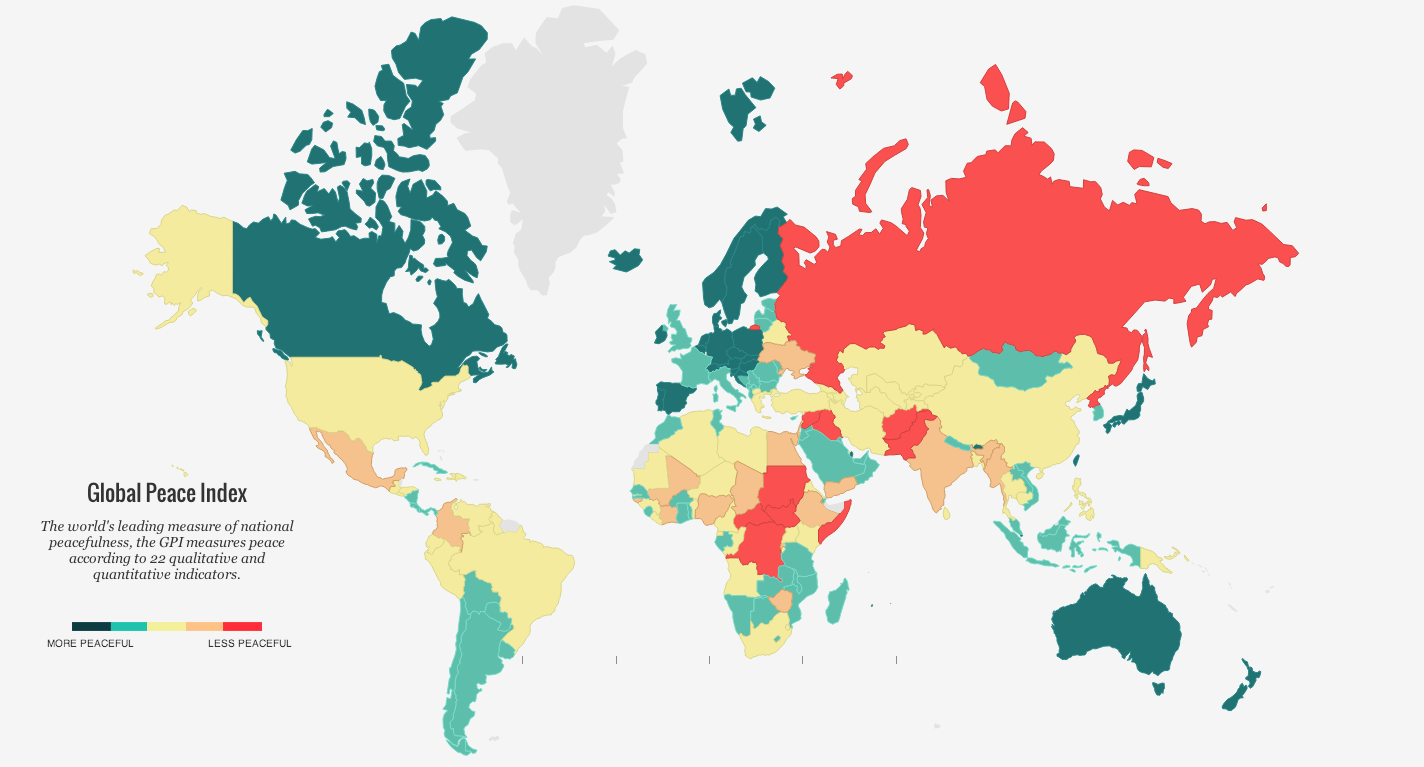 Global Peace Index
The world's leading measure of national
peacefulness, the GPI measures peace
according to 22 qualitative and
quantitative indicators.
MORE PEACEFUL LESS PEACEFUL